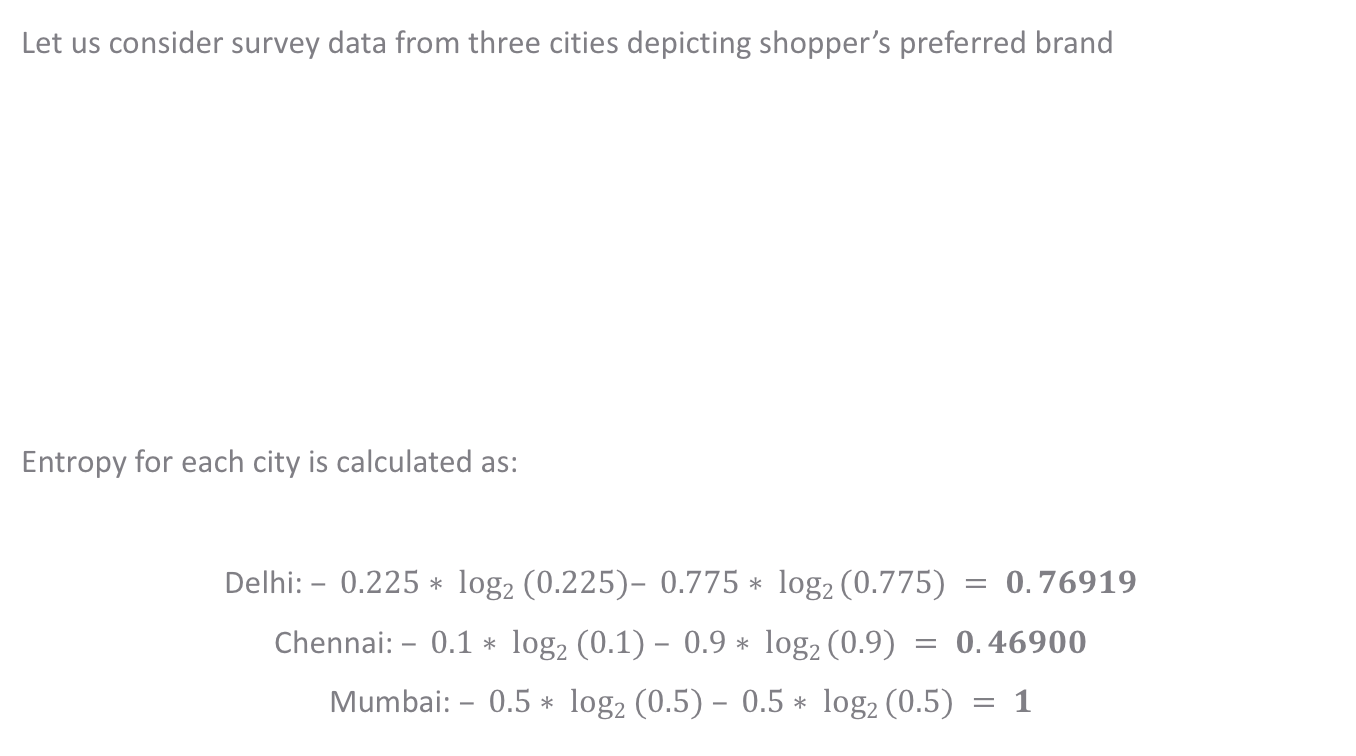 Let us consider survey data from three cities depicting shopper’s preferred brand
Entropy for each city is calculated as:
Delhi: – 0.225 * log₂ (0.225)– 0.775 * log₂ (0.775) = 0.76919
Chennai: – 0.1 * log₂ (0.1) – 0.9 * log₂ (0.9) = 0.46900
Mumbai: – 0.5 * log₂ (0.5) – 0.5 * log₂ (0.5) = 1